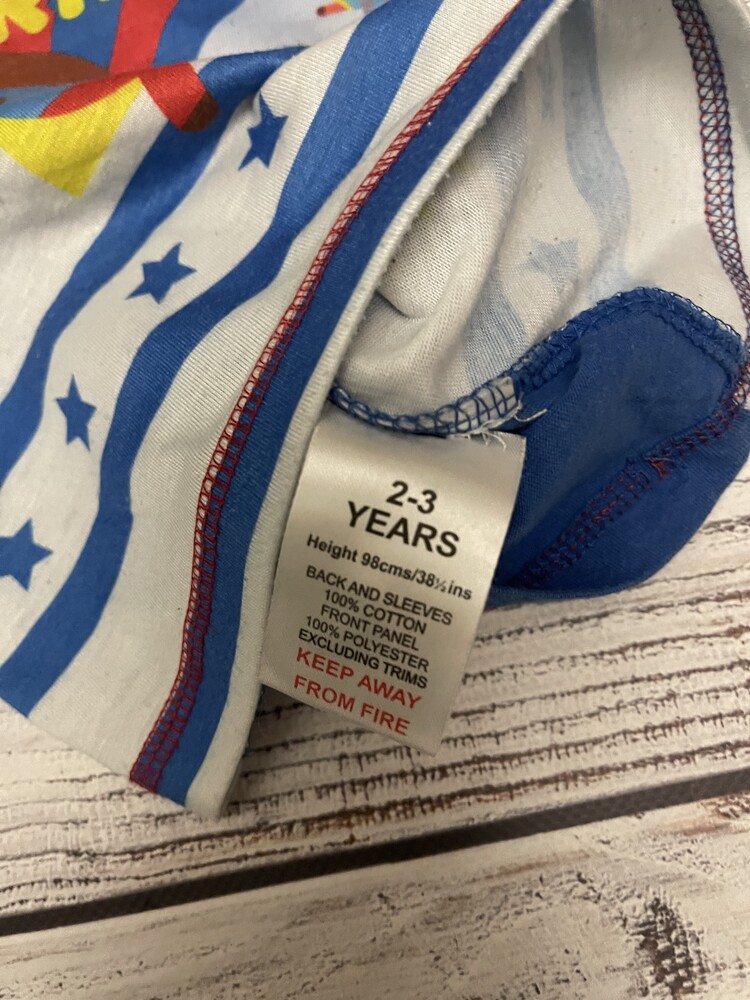 2-3
YEARS
Height 98cms/38½ins
BACK AND SLEEVES
100% COTTON
FRONT PANEL
100% POLYESTER
EXCLUDING TRIMS
KEEP AWAY
FROM FIRE